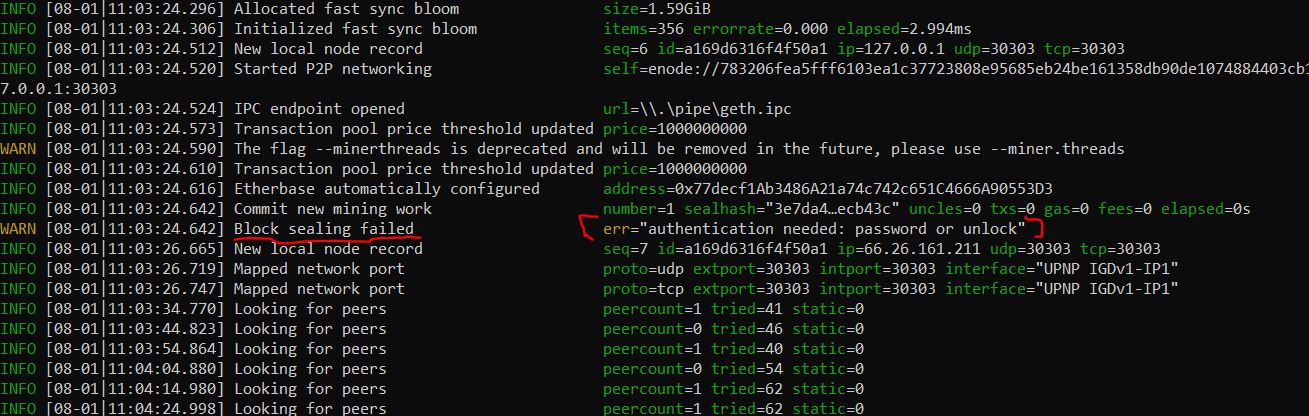 INFO [08-01|11:03:24.296] Allocated fast sync bloom size=1.59GiB
INFO [08-01|11:03:24.306] Initialized fast sync bloom items=356 errorrate=0.000 elapsed=2.994ms
INFO [08-01|11:03:24.512] New local node record seq=6 id=a169d6316f4f50a1 ip=127.0.0.1 udp=30303 tcp=30303
INFO [08-01|11:03:24.520] Started P2P networking self=enode://783206fea5fff6103ea1c37723808e95685eb24be161358db90de1074884403cb1
7.0.0.1:30303
INFO [08-01|11:03:24.524] IPC endpoint opened url=\\.\pipe\geth.ipc
INFO [08-01|11:03:24.573] Transaction pool price threshold updated price=1000000000
WARN [08-01|11:03:24.590] The flag --minerthreads is deprecated and will be removed in the future, please use --miner.threads
INFO [08-01|11:03:24.610] Transaction pool price threshold updated price=1000000000
INFO [08-01|11:03:24.616] Etherbase automatically configured address=0x77decf1Ab3486A21a74c742c651C4666A90553D3
INFO [08-01|11:03:24.642] Commit new mining work number=1 sealhash="3e7da4…ecb43c" uncles=0 txs=0 gas=0 fees=0 elapsed=0s
WARN [08-01|11:03:24.642] Block sealing failed err="authentication needed: password or unlock"
INFO [08-01|11:03:26.665] New local node record seq=7 id=a169d6316f4f50a1 ip=66.26.161.211 udp=30303 tcp=30303
INFO [08-01|11:03:26.719] Mapped network port proto=udp extport=30303 intport=30303 interface="UPNP IGDv1-IP1"
INFO [08-01|11:03:26.747] Mapped network port proto=tcp extport=30303 intport=30303 interface="UPNP IGDv1-IP1"
INFO [08-01|11:03:34.770] Looking for peers peercount=1 tried=41 static=0
INFO [08-01|11:03:44.823] Looking for peers peercount=0 tried=46 static=0
INFO [08-01|11:03:54.864] Looking for peers peercount=1 tried=40 static=0
INFO [08-01|11:04:04.880] Looking for peers peercount=0 tried=54 static=0
INFO [08-01|11:04:14.980] Looking for peers peercount=1 tried=62 static=0
INFO [08-01|11:04:24.998] Looking for peers peercount=1 tried=62 static=0